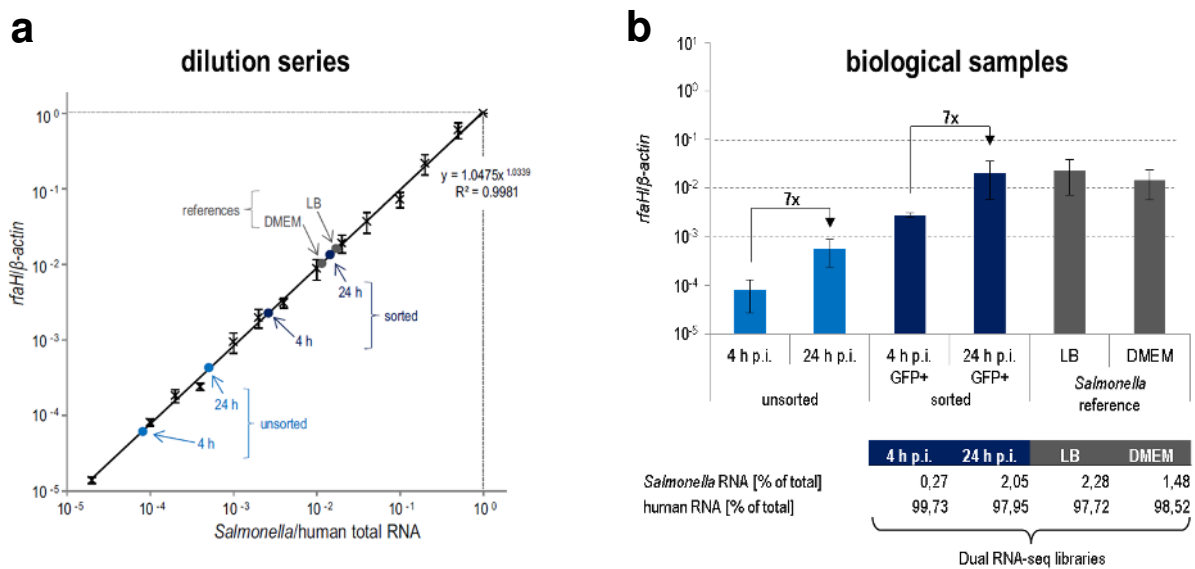 a
dilution series
10⁰
10⁻¹
10⁻²
10⁻³
10⁻⁴
10⁻⁵
rfaH/β-actin
y = 1.0475x^1.0339
R² = 0.9981
references
LB
DMEM
24 h
sorted
4 h
24 h
unsorted
4 h
10⁻⁵
10⁻⁴
10⁻³
10⁻²
10⁻¹
10⁰
Salmonella/human total RNA
b
biological samples
10¹
10⁰
10⁻¹
10⁻²
10⁻³
10⁻⁴
10⁻⁵
rfaH/β-actin
7x
7x
4 h p.i.
24 h p.i.
4 h p.i.
GFP+
24 h p.i.
GFP+
LB
DMEM
unsorted
sorted
Salmonella
reference
4 h p.i. 24 h p.i. LB DMEM
Salmonella RNA [% of total] 0,27 2,05 2,28 1,48
human RNA [% of total] 99,73 97,95 97,72 98,52
Dual RNA-seq libraries